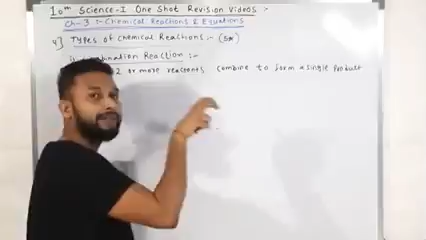 10th Science-I One Shot Revision Videos :-
Ch-3 :- Chemical Reactions & Equations
4] Types of Chemical Reactions :- (5m)
Reaction :-
2 or more reactants combine to form a single product